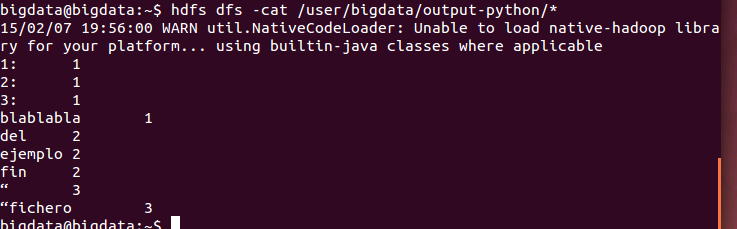 bigdata@bigdata:~$ hdfs dfs -cat /user/bigdata/output-python/*
15/02/07 19:56:00 WARN util.NativeCodeLoader: Unable to load native-hadoop libra
ry for your platform... using builtin-java classes where applicable
1: 1
2: 1
3: 1
blablabla 1
del 2
ejemplo 2
fin 2
“ 3
“fichero 3
bigdata@bigdata:~$